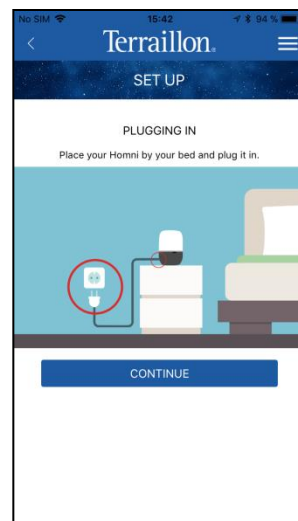 No SIM 15:42 94 %
Terraillon
SET UP
PLUGGING IN
Place your Homni by your bed and plug it in.
CONTINUE